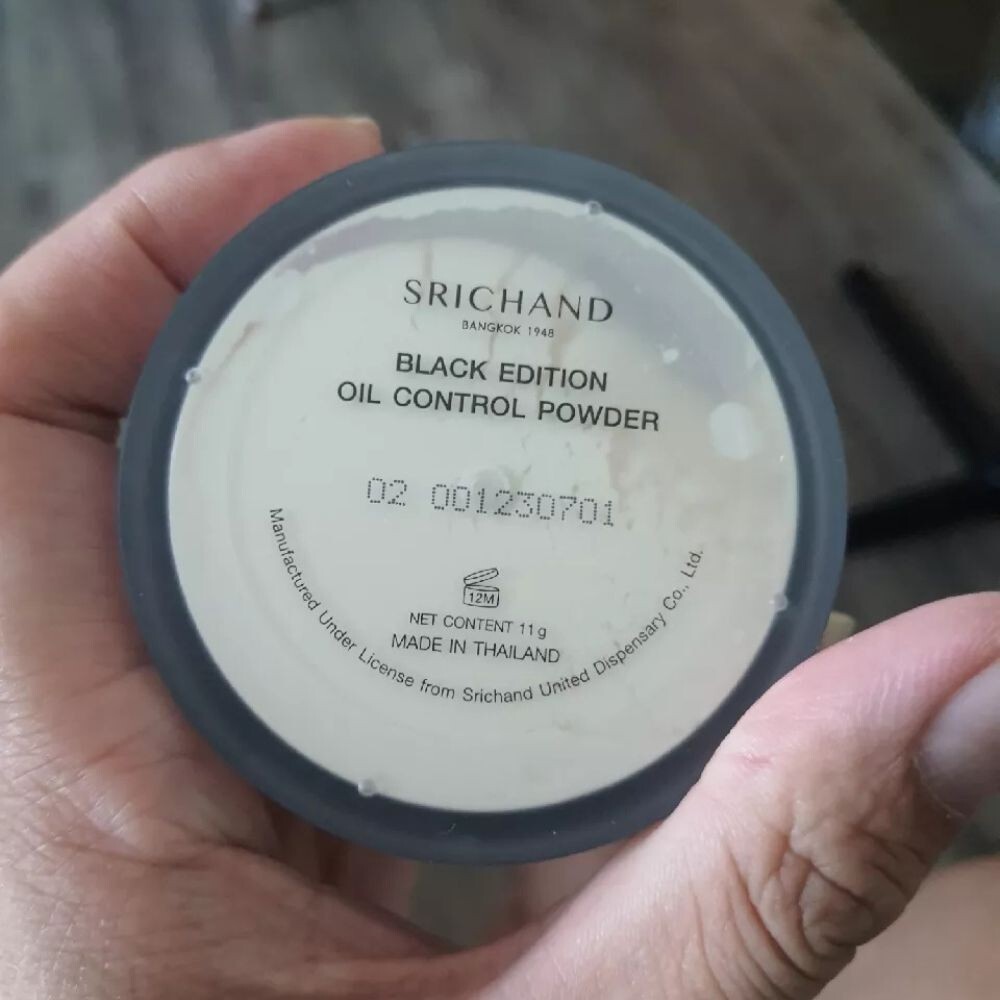 SRICHAND
BANGKOK 1948
BLACK EDITION
OIL CONTROL POWDER
02 001230701
12M
NET CONTENT 11 g
MADE IN THAILAND
Manufactured Under License from Srichand United Dispensary Co., Ltd.